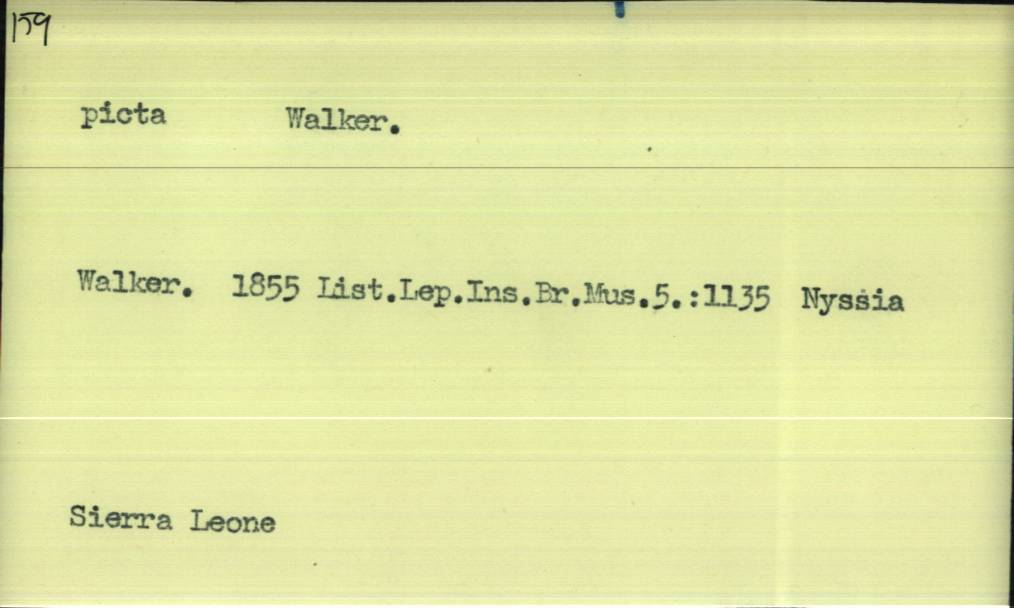 159
picta Walker.
Walker. 1855 List.Lep.Ins.Br.Mus.5.:1135 Nyssia
Sierra Leone